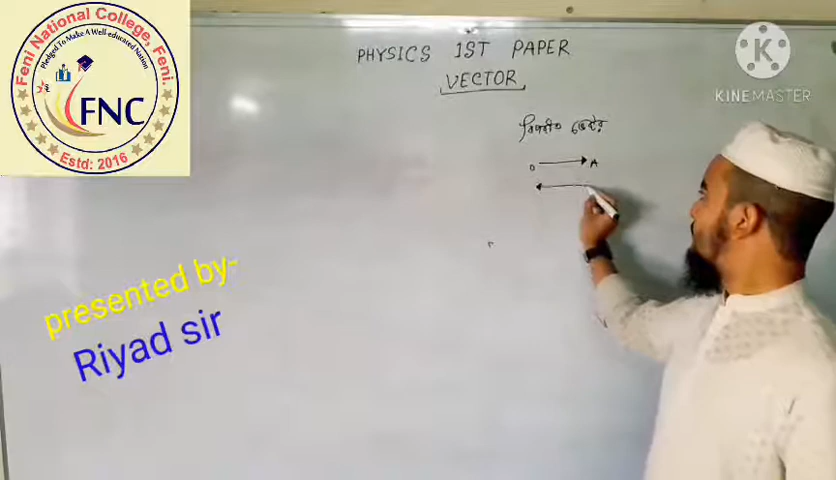 Feni National College, Feni.
Pledged To Make A Well-educated Nation
FNC
Estd: 2016
PHYSICS 1ST PAPER
VECTOR
K
KINEMASTER
বিপরীত ভেক্টর
O A
presented by-
Riyad sir